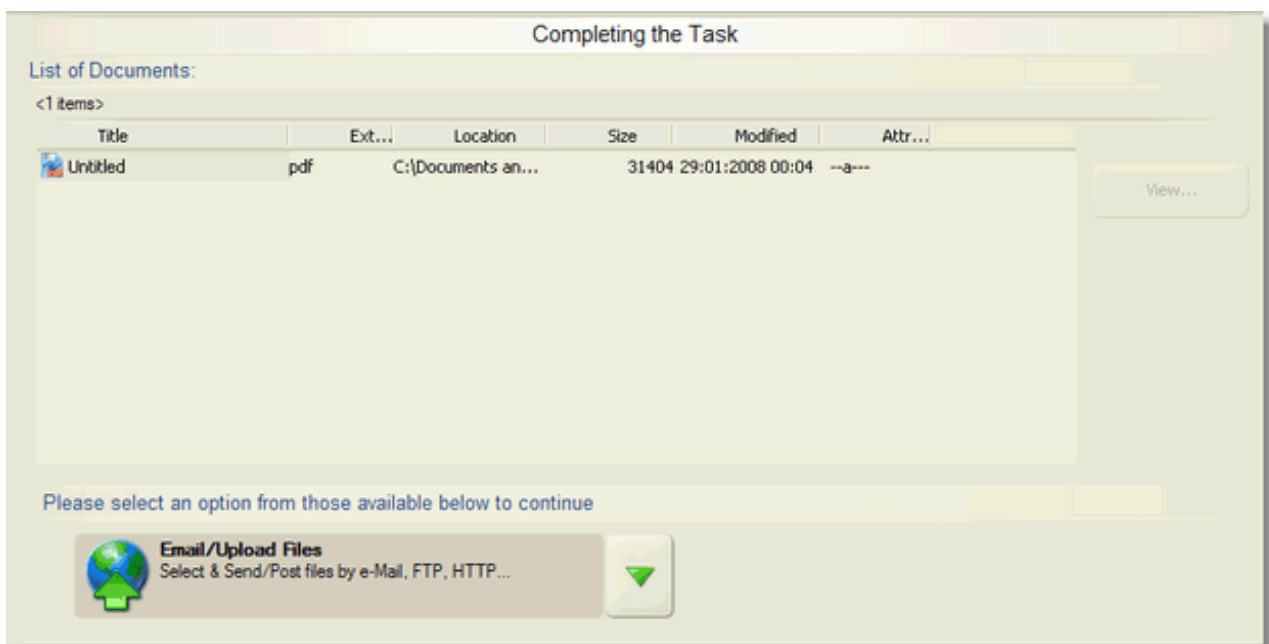 Completing the Task
List of Documents:
<1 items>
Title Ext... Location Size Modified Attr...
Untitled pdf C:\Documents an... 31404 29:01:2008 00:04 --a---
View...
Please select an option from those available below to continue
Email/Upload Files
Select & Send/Post files by e-Mail, FTP, HTTP...